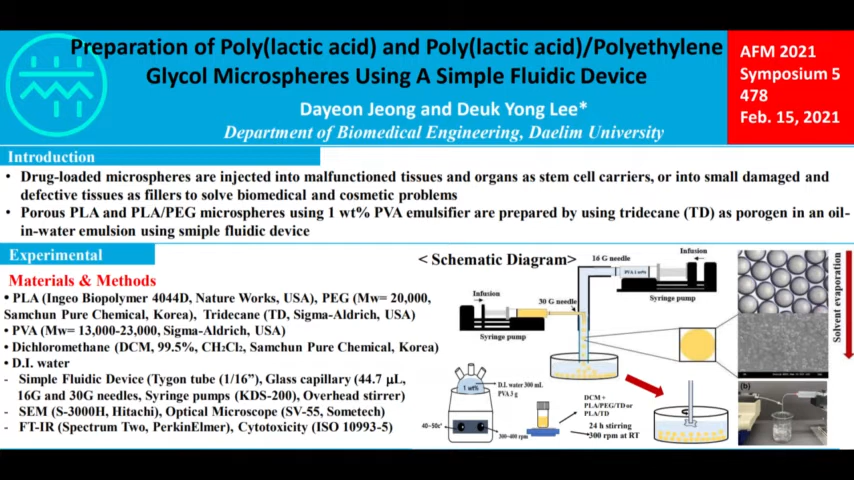 Preparation of Poly(lactic acid) and Poly(lactic acid)/Polyethylene
Glycol Microspheres Using A Simple Fluidic Device
Dayeon Jeong and Deuk Yong Lee*
Department of Biomedical Engineering, Daelim University
AFM 2021
Symposium 5
478
Feb. 15, 2021
Introduction
• Drug-loaded microspheres are injected into malfunctioned tissues and organs as stem cell carriers, or into small damaged and
defective tissues as fillers to solve biomedical and cosmetic problems
• Porous PLA and PLA/PEG microspheres using 1 wt% PVA emulsifier are prepared by using tridecane (TD) as porogen in an oil-
in-water emulsion using smiple fluidic device
Experimental
Materials & Methods
• PLA (Ingeo Biopolymer 4044D, Nature Works, USA), PEG (Mw= 20,000,
Samchun Pure Chemical, Korea), Tridecane (TD, Sigma-Aldrich, USA)
• PVA (Mw= 13,000-23,000, Sigma-Aldrich, USA)
• Dichloromethane (DCM, 99.5%, CH2Cl2, Samchun Pure Chemical, Korea)
• D.I. water
- Simple Fluidic Device (Tygon tube (1/16”), Glass capillary (44.7 μL,
16G and 30G needles, Syringe pumps (KDS-200), Overhead stirrer)
- SEM (S-3000H, Hitachi), Optical Microscope (SV-55, Sometech)
- FT-IR (Spectrum Two, PerkinElmer), Cytotoxicity (ISO 10993-5)
< Schematic Diagram>
16 G needle
Infusion
PVA 1 wt%
Syringe pump
Infusion
30 G needle
Syringe pump
1 wt%
D.I. water 300 mL
PVA 3 g
40~50c°
300~400 rpm
DCM +
PLA/PEG/TD or
PLA/TD
24 h stirring
300 rpm at RT
Solvent evaporation
(b)